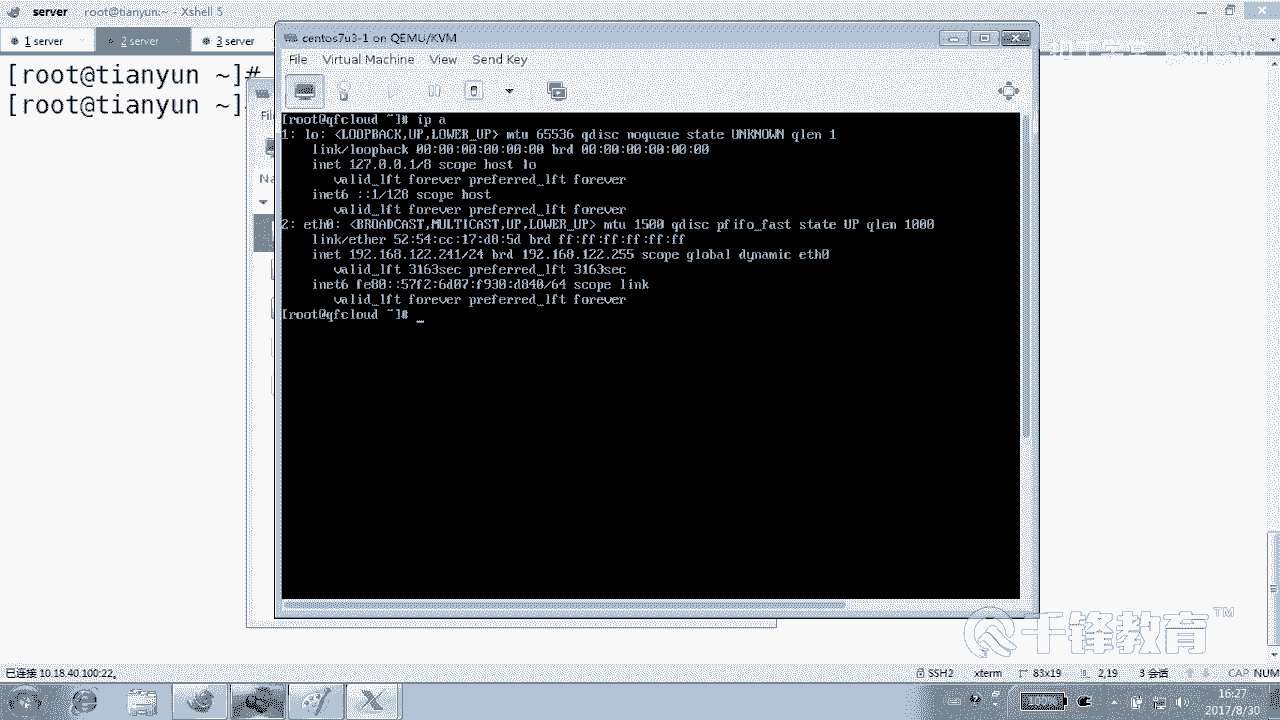 server root@tianyun:~ - Xshell 5
1 server
2 server
3 server
[root@tianyun ~]#
[root@tianyun ~]
centos7u3-1 on QEMU/KVM
File Virtual Machine View Send Key
[root@qfcloud ~]# ip a
1: lo: <LOOPBACK,UP,LOWER_UP> mtu 65536 qdisc noqueue state UNKNOWN qlen 1
link/loopback 00:00:00:00:00:00 brd 00:00:00:00:00:00
inet 127.0.0.1/8 scope host lo
valid_lft forever preferred_lft forever
inet6 ::1/128 scope host
valid_lft forever preferred_lft forever
2: eth0: <BROADCAST,MULTICAST,UP,LOWER_UP> mtu 1500 qdisc pfifo_fast state UP qlen 1000
link/ether 52:54:cc:17:d8:5d brd ff:ff:ff:ff:ff:ff
inet 192.168.122.241/24 brd 192.168.122.255 scope global dynamic eth0
valid_lft 3163sec preferred_lft 3163sec
inet6 scope link
valid_lft forever preferred_lft forever
[root@qfcloud ~]# _
Fi
Na
千锋教育™
已连接 10.18.40.100:22。
SSH2 xterm 83x19 2,19 3 会话 CAP NUM
100%
16:27
2017/8/30